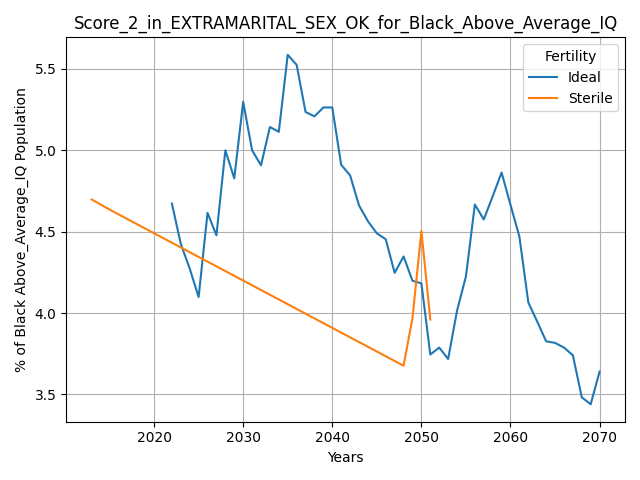 Score_2_in_EXTRAMARITAL_SEX_OK_for_Black_Above_Average_IQ
Fertility
Ideal
Sterile
% of Black Above_Average_IQ Population
5.5
5.0
4.5
4.0
3.5
2020 2030 2040 2050 2060 2070
Years